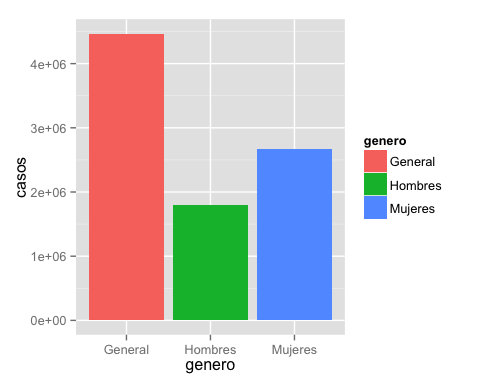 casos
4e+06
3e+06
2e+06
1e+06
0e+00
General Hombres Mujeres
genero
genero
General
Hombres
Mujeres